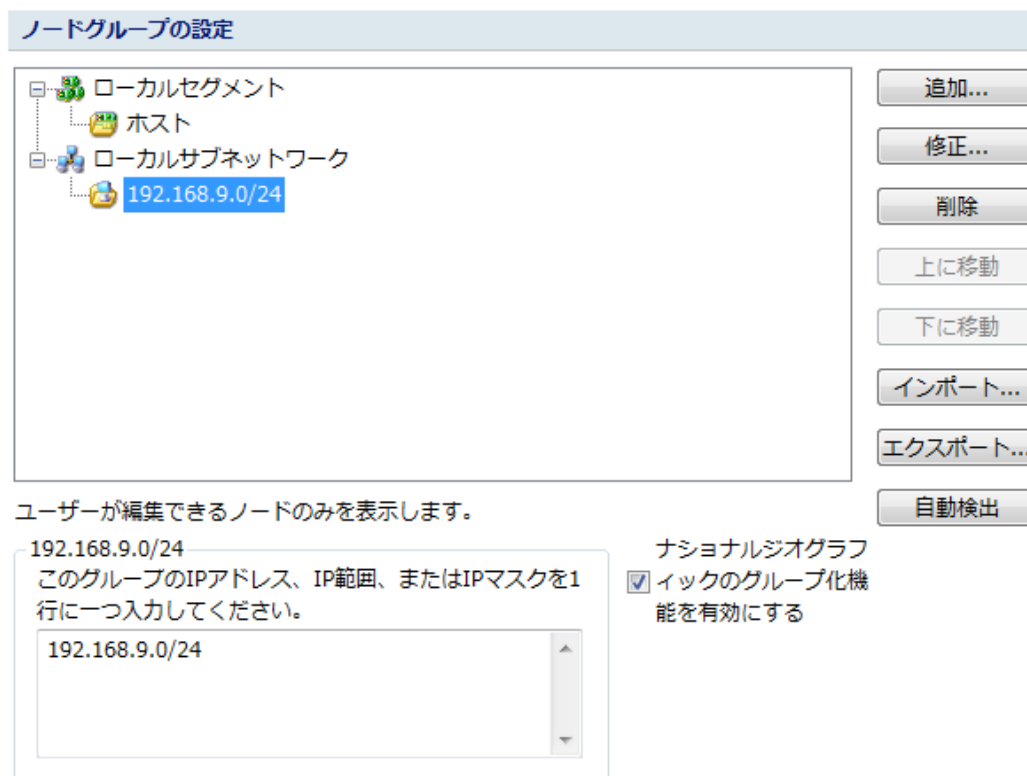 ノードグループの設定
ローカルセグメント
ホスト
ローカルサブネットワーク
192.168.9.0/24
追加...
修正...
削除
上に移動
下に移動
インポート...
エクスポート...
自動検出
ユーザーが編集できるノードのみを表示します。
192.168.9.0/24
このグループのIPアドレス、IP範囲、またはIPマスクを1
行に一つ入力してください。
192.168.9.0/24
ナショナルジオグラフ
ィックのグループ化機
能を有効にする